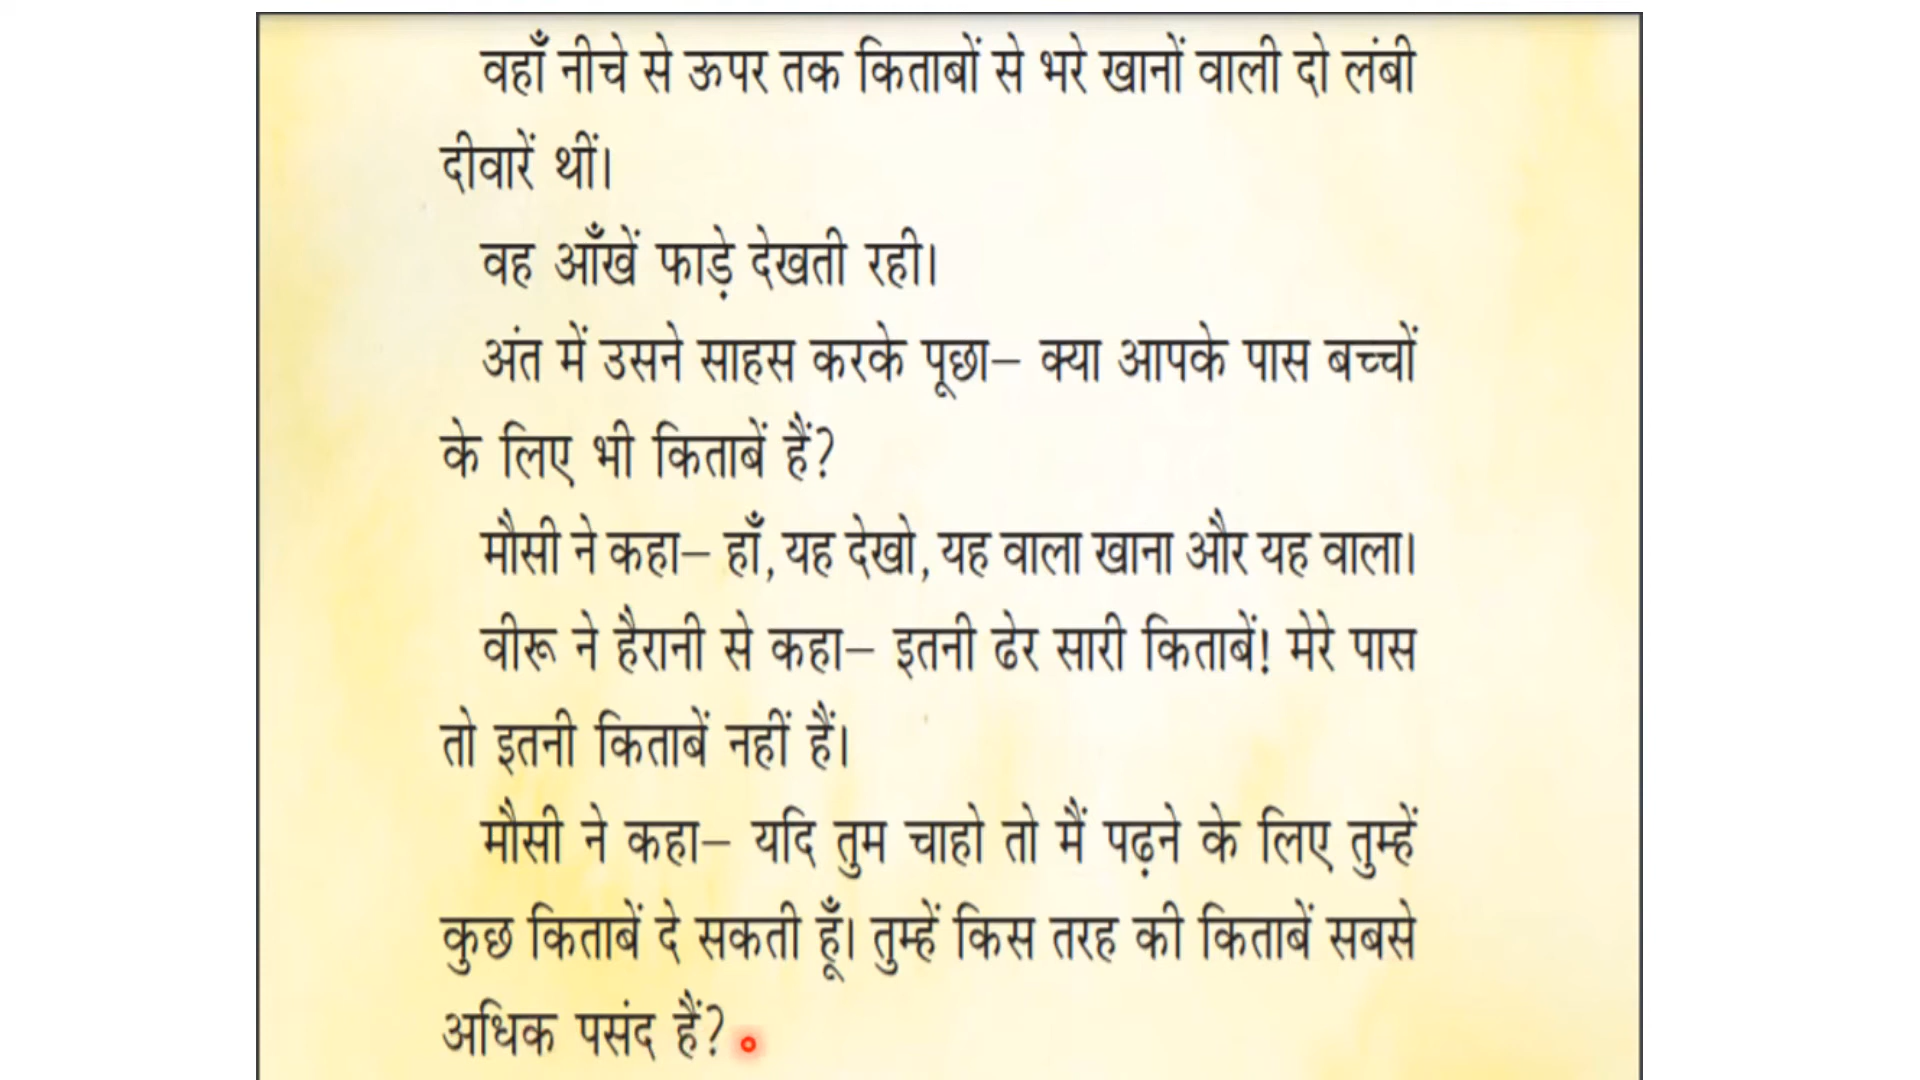 वहाँ नीचे से ऊपर तक किताबों से भरे खानों वाली दो लंबी
दीवारें थीं।
वह आँखें फाड़े देखती रही।
अंत में उसने साहस करके पूछा– क्या आपके पास बच्चों
के लिए भी किताबें हैं?
मौसी ने कहा– हाँ, यह देखो, यह वाला खाना और यह वाला।
वीरू ने हैरानी से कहा– इतनी ढेर सारी किताबें! मेरे पास
तो इतनी किताबें नहीं हैं।
मौसी ने कहा– यदि तुम चाहो तो मैं पढ़ने के लिए तुम्हें
कुछ किताबें दे सकती हूँ। तुम्हें किस तरह की किताबें सबसे
अधिक पसंद हैं?